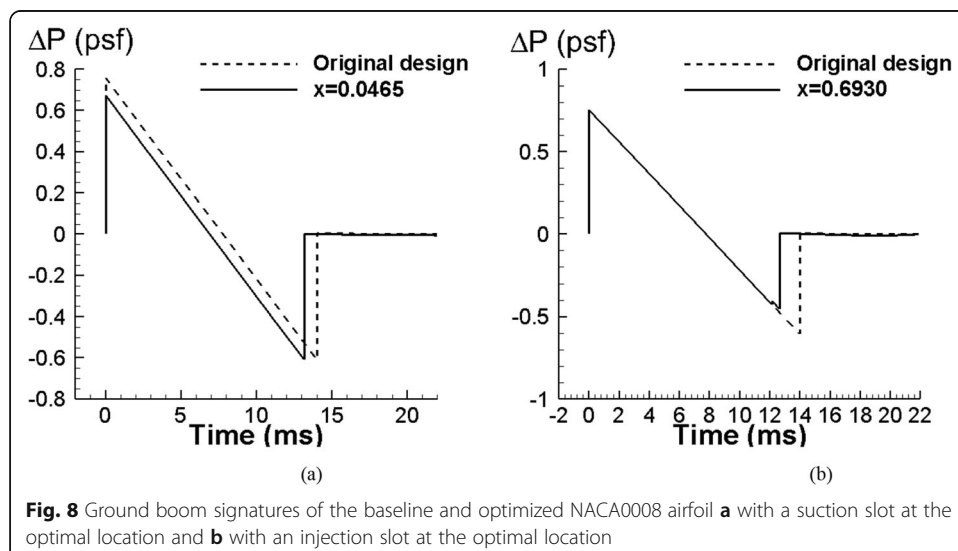 ΔP (psf)
0.8
0.6
0.4
0.2
0
-0.2
-0.4
-0.6
-0.8
Original design
x=0.0465
0 5 10 15 20
Time (ms)
(a)
ΔP (psf)
1
0.5
0
-0.5
-1
Original design
x=0.6930
-2 0 2 4 6 8 10 12 14 16 18 20 22
Time (ms)
(b)
Fig. 8 Ground boom signatures of the baseline and optimized NACA0008 airfoil a with a suction slot at the
optimal location and b with an injection slot at the optimal location